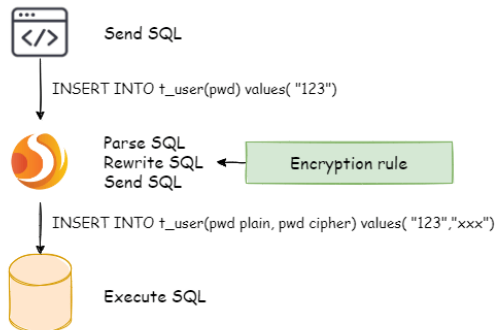 </>
Send SQL
INSERT INTO t_user(pwd) values( "123")
Parse SQL
Rewrite SQL
Send SQL
Encryption rule
INSERT INTO t_user(pwd plain, pwd cipher) values( "123","xxx")
Execute SQL